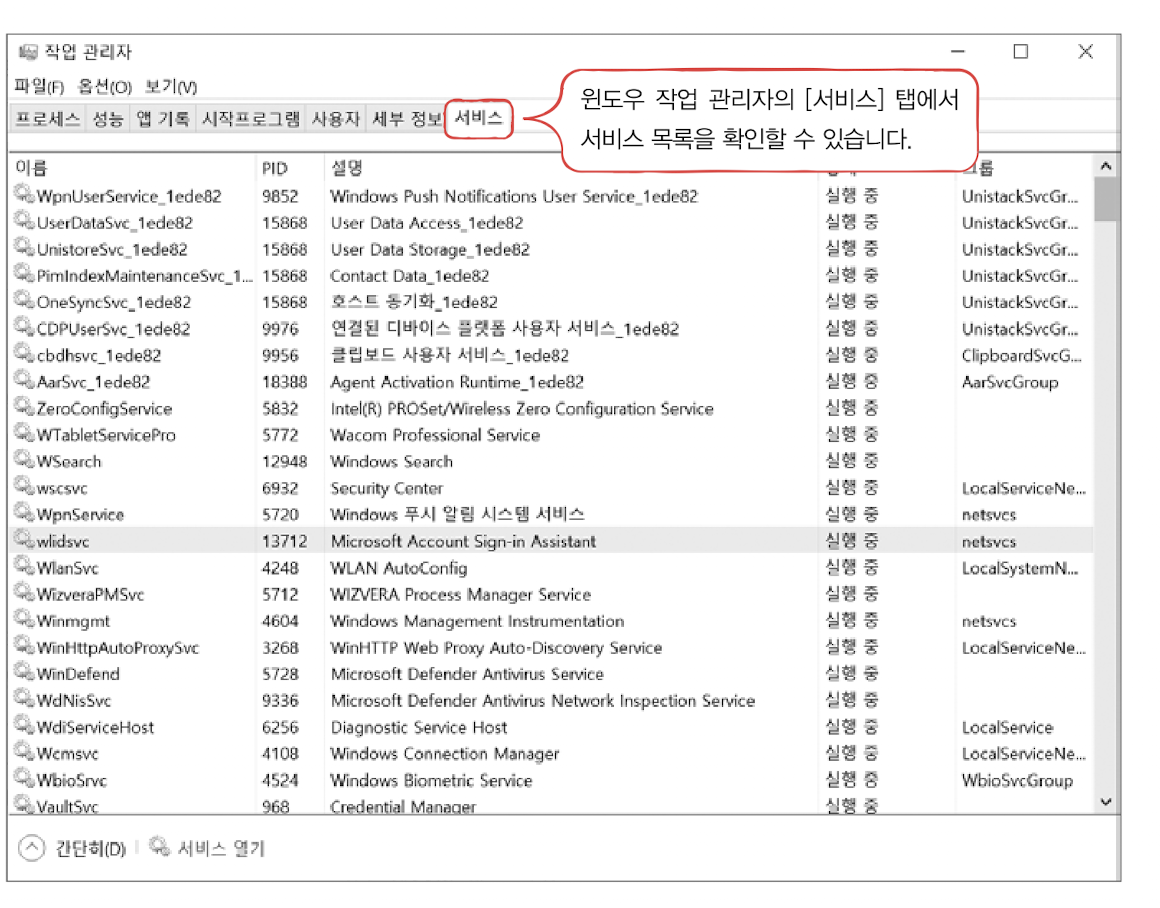 작업 관리자
파일(F) 옵션(O) 보기(V)
프로세스 성능 앱 기록 시작프로그램 사용자 세부 정보 서비스
윈도우 작업 관리자의 [서비스] 탭에서
서비스 목록을 확인할 수 있습니다.
이름 PID 설명 그룹
WpnUserService_1ede82 9852 Windows Push Notifications User Service_1ede82 실행 중 UnistackSvcGr...
UserDataSvc_1ede82 15868 User Data Access_1ede82 실행 중 UnistackSvcGr...
UnistoreSvc_1ede82 15868 User Data Storage_1ede82 실행 중 UnistackSvcGr...
PimIndexMaintenanceSvc_1... 15868 Contact Data_1ede82 실행 중 UnistackSvcGr...
OneSyncSvc_1ede82 15868 호스트 동기화_1ede82 실행 중 UnistackSvcGr...
CDPUserSvc_1ede82 9976 연결된 디바이스 플랫폼 사용자 서비스_1ede82 실행 중 UnistackSvcGr...
cbdhsvc_1ede82 9956 클립보드 사용자 서비스_1ede82 실행 중 ClipboardSvcG...
AarSvc_1ede82 18388 Agent Activation Runtime_1ede82 실행 중 AarSvcGroup
ZeroConfigService 5832 Intel(R) PROSet/Wireless Zero Configuration Service 실행 중
WTabletServicePro 5772 Wacom Professional Service 실행 중
WSearch 12948 Windows Search 실행 중
wscsvc 6932 Security Center 실행 중 LocalServiceNe...
WpnService 5720 Windows 푸시 알림 시스템 서비스 실행 중 netsvcs
wlidsvc 13712 Microsoft Account Sign-in Assistant 실행 중 netsvcs
WlanSvc 4248 WLAN AutoConfig 실행 중 LocalSystemN...
WizveraPMSvc 5712 WIZVERA Process Manager Service 실행 중
Winmgmt 4604 Windows Management Instrumentation 실행 중 netsvcs
WinHttpAutoProxySvc 3268 WinHTTP Web Proxy Auto-Discovery Service 실행 중 LocalServiceNe...
WinDefend 5728 Microsoft Defender Antivirus Service 실행 중
WdNisSvc 9336 Microsoft Defender Antivirus Network Inspection Service 실행 중
WdiServiceHost 6256 Diagnostic Service Host 실행 중 LocalService
Wcmsvc 4108 Windows Connection Manager 실행 중 LocalServiceNe...
WbioSrvc 4524 Windows Biometric Service 실행 중 WbioSvcGroup
VaultSvc 968 Credential Manager 실행 중
간단히(D) 서비스 열기